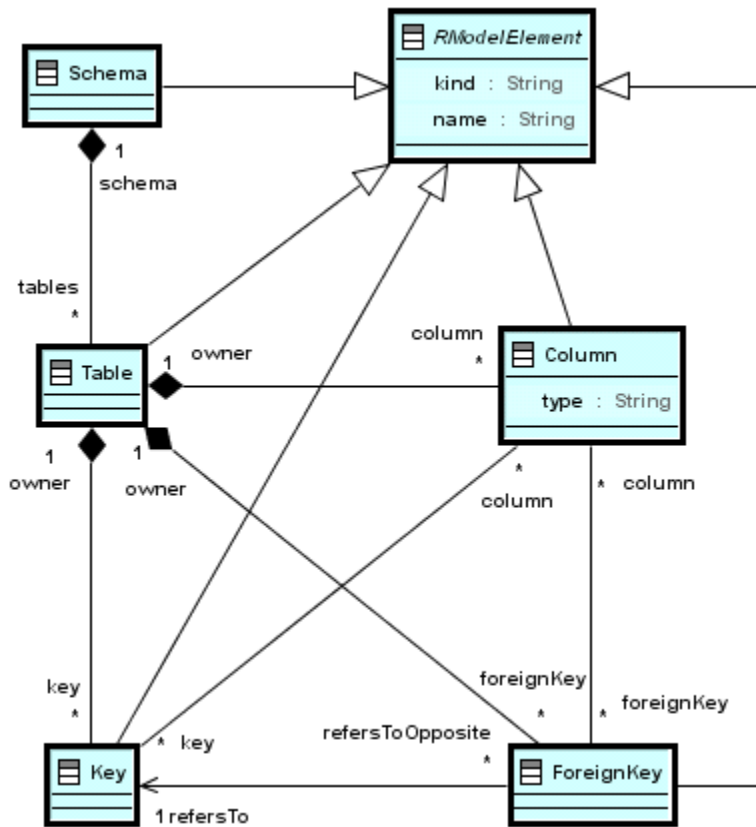 RModelElement
kind : String
name : String
Schema
1
schema
tables
*
Table
1
owner
column
*
Column
type : String
1
owner
1
owner
*
column
*
column
key
*
*
key
foreignKey
*
*
foreignKey
refersToOpposite
*
Key
1 refersTo
ForeignKey